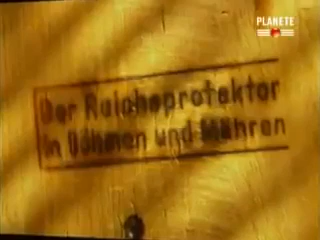 PLANETE
Der Reichsprotektor
in Böhmen und Mähren